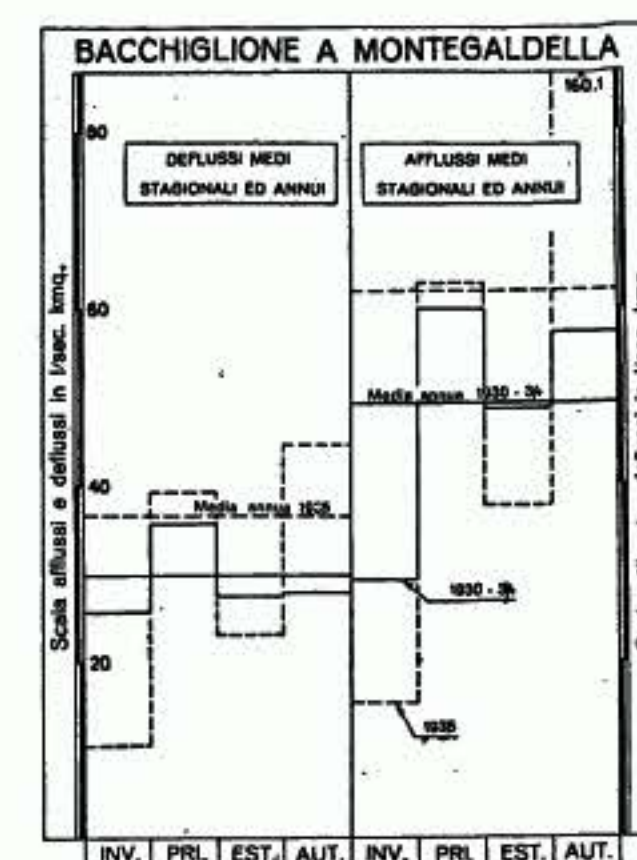 BACCHIGLIONE A MONTEGALDELLA
160.1
80
DEFLUSSI MEDI
STAGIONALI ED ANNUI
AFFLUSSI MEDI
STAGIONALI ED ANNUI
Scala afflussi e deflussi in l/sec. kmq.
60
Media annua 1930 - 34
40
Media annua 1935
1930 - 34
20
1935
INV. PRI. EST. AUT. INV. PRI. EST. AUT.